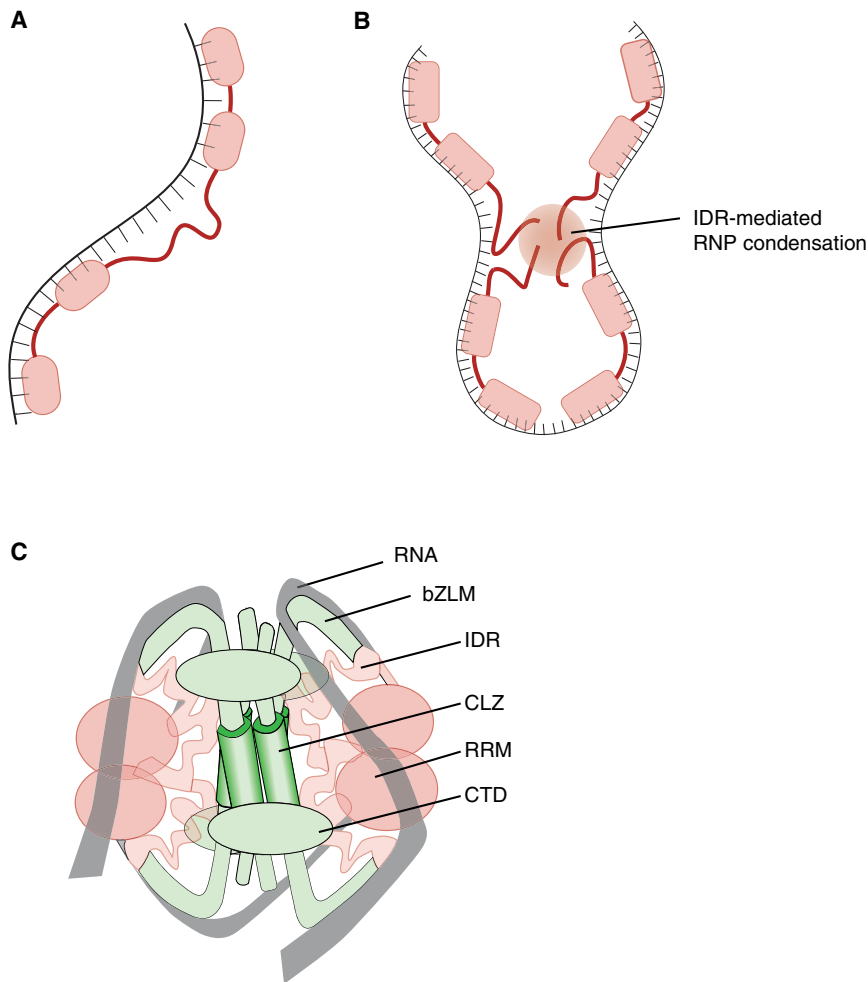 A
B
IDR-mediated
RNP condensation
C
RNA
bZLM
IDR
CLZ
RRM
CTD